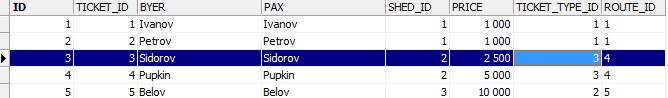 ID TICKET_ID BYER PAX SHED_ID PRICE TICKET_TYPE_ID ROUTE_ID
1 1 Ivanov Ivanov 1 1 000 1 1
2 2 Petrov Petrov 1 1 000 1 1
3 3 Sidorov Sidorov 2 2 500 3 4
4 4 Pupkin Pupkin 2 5 000 3 4
5 5 Belov Belov 3 10 000 2 5